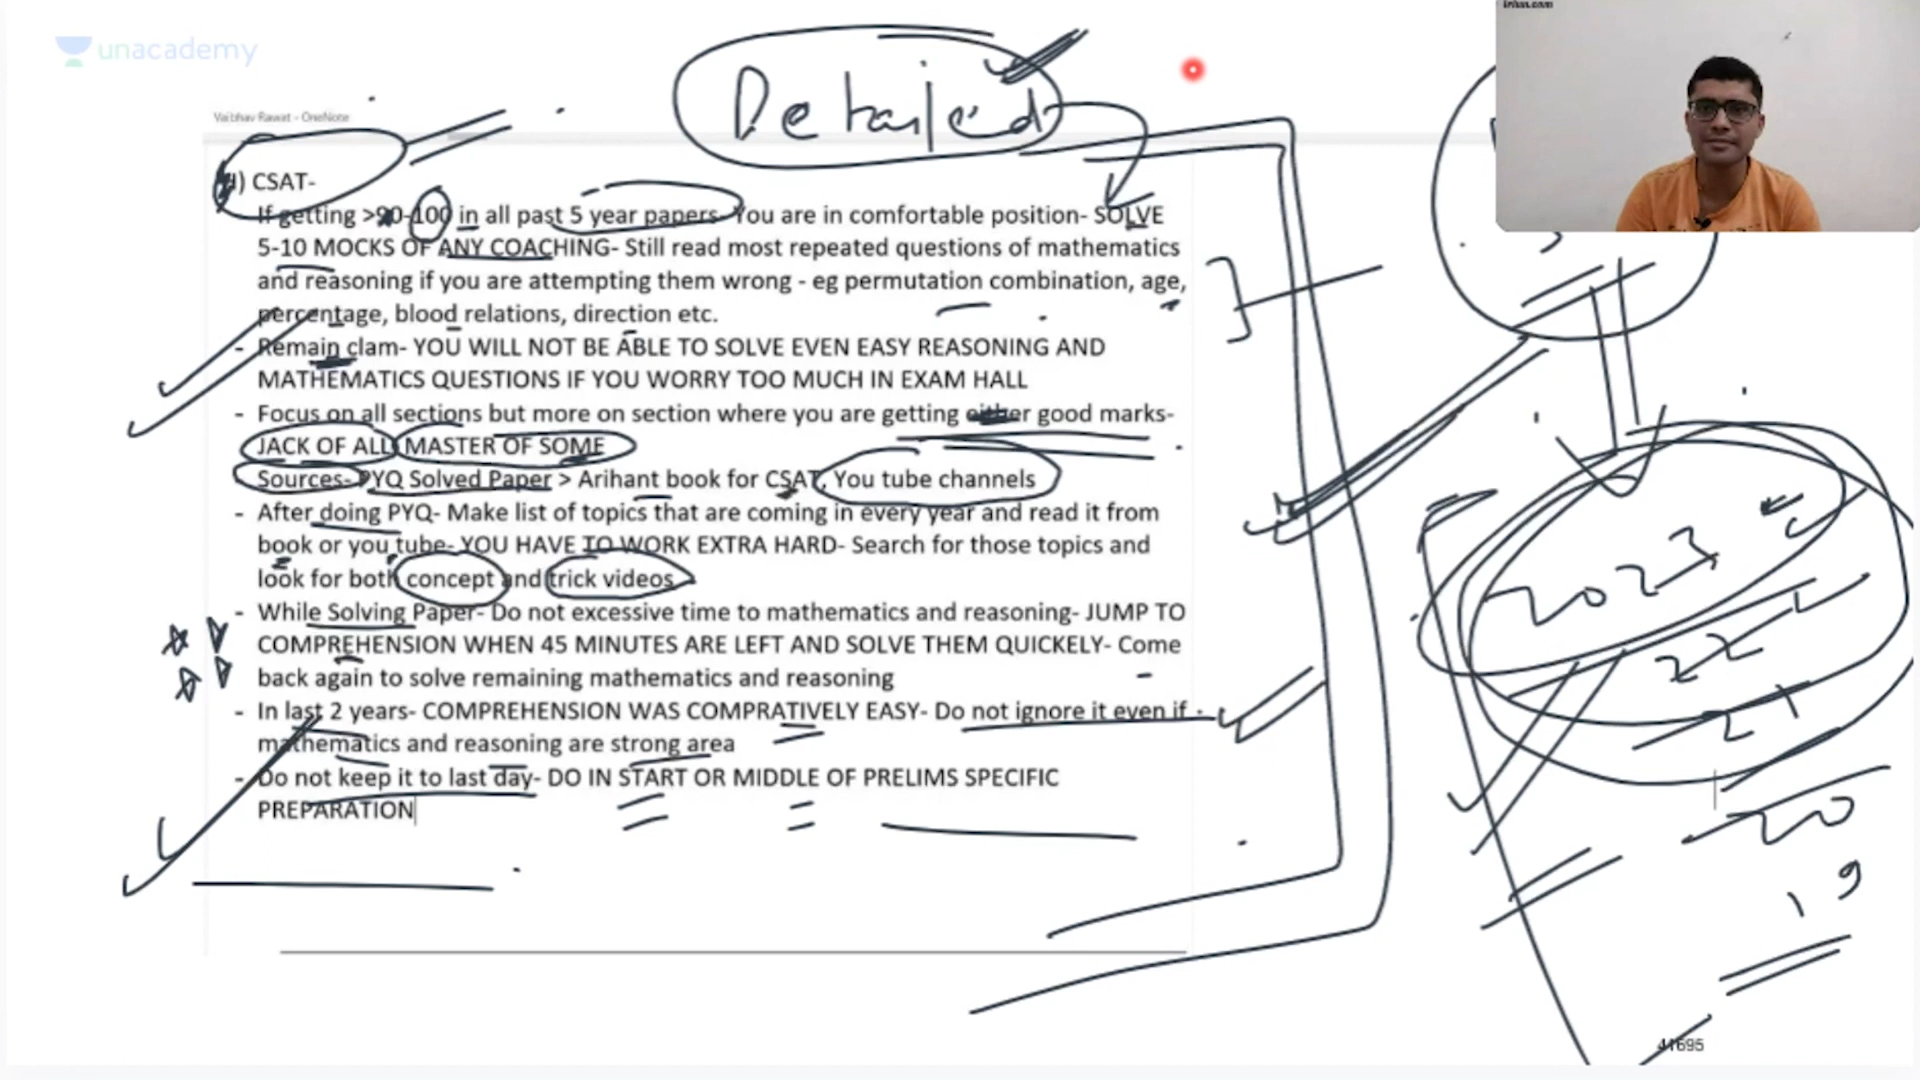 unacademy
Detailed
Vaibhav Rawat - OneNote
CSAT-
If getting >90-100 in all past 5 year papers- You are in comfortable position- SOLVE
5-10 MOCKS OF ANY COACHING- Still read most repeated questions of mathematics
and reasoning if you are attempting them wrong - eg permutation combination, age,
percentage, blood relations, direction etc.
- Remain clam- YOU WILL NOT BE ABLE TO SOLVE EVEN EASY REASONING AND
MATHEMATICS QUESTIONS IF YOU WORRY TOO MUCH IN EXAM HALL
- Focus on all sections but more on section where you are getting either good marks-
JACK OF ALL MASTER OF SOME
Sources- PYQ Solved Paper > Arihant book for CSAT, You tube channels
- After doing PYQ- Make list of topics that are coming in every year and read it from
book or you tube- YOU HAVE TO WORK EXTRA HARD- Search for those topics and
look for both concept and trick videos
- While Solving Paper- Do not excessive time to mathematics and reasoning- JUMP TO
COMPREHENSION WHEN 45 MINUTES ARE LEFT AND SOLVE THEM QUICKELY- Come
back again to solve remaining mathematics and reasoning
- In last 2 years- COMPREHENSION WAS COMPRATIVELY EASY- Do not ignore it even if
mathematics and reasoning are strong area
- Do not keep it to last day- DO IN START OR MIDDLE OF PRELIMS SPECIFIC
PREPARATION
2023
22
21
20
19
41695